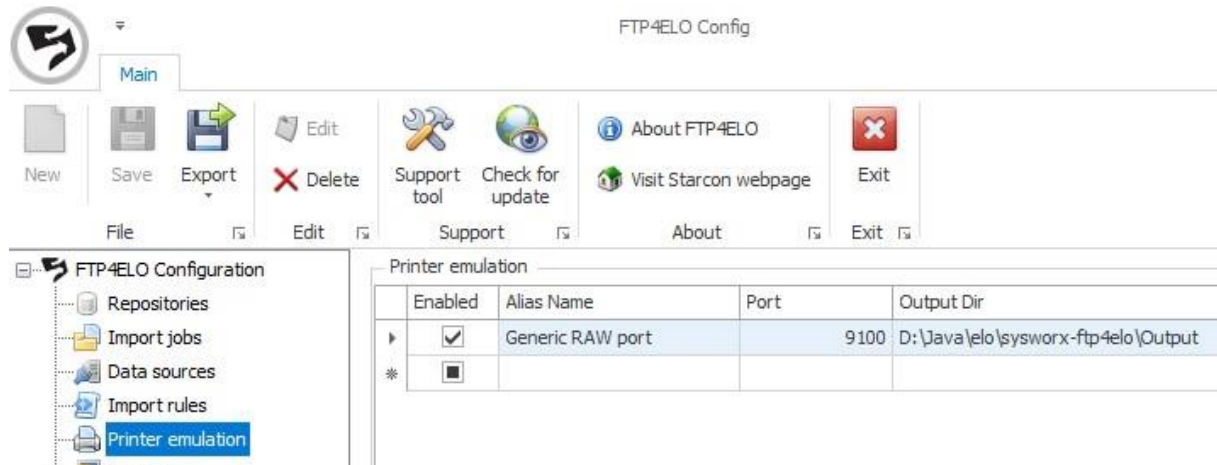 FTP4ELO Config
Main
New
Save
Export
Edit
Delete
Support tool
Check for update
About FTP4ELO
Visit Starcon webpage
Exit
File
Edit
Support
About
Exit
FTP4ELO Configuration
Repositories
Import jobs
Data sources
Import rules
Printer emulation
Printer emulation
Enabled Alias Name Port Output Dir
Generic RAW port 9100 D:\Java\elo\sysworx-ftp4elo\Output